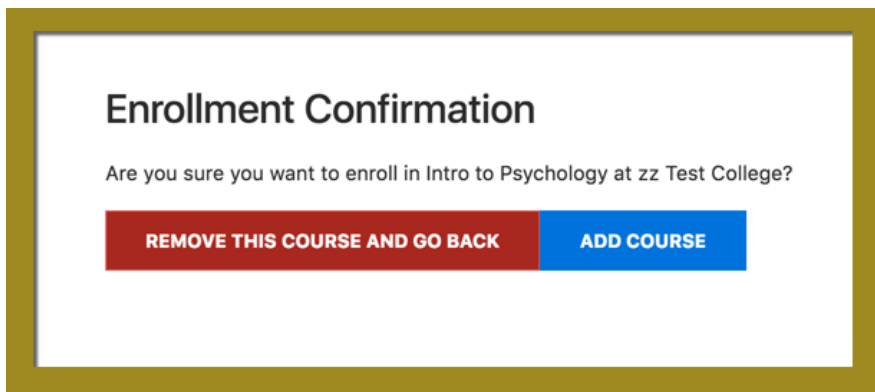 Enrollment Confirmation
Are you sure you want to enroll in Intro to Psychology at zz Test College?
REMOVE THIS COURSE AND GO BACK
ADD COURSE